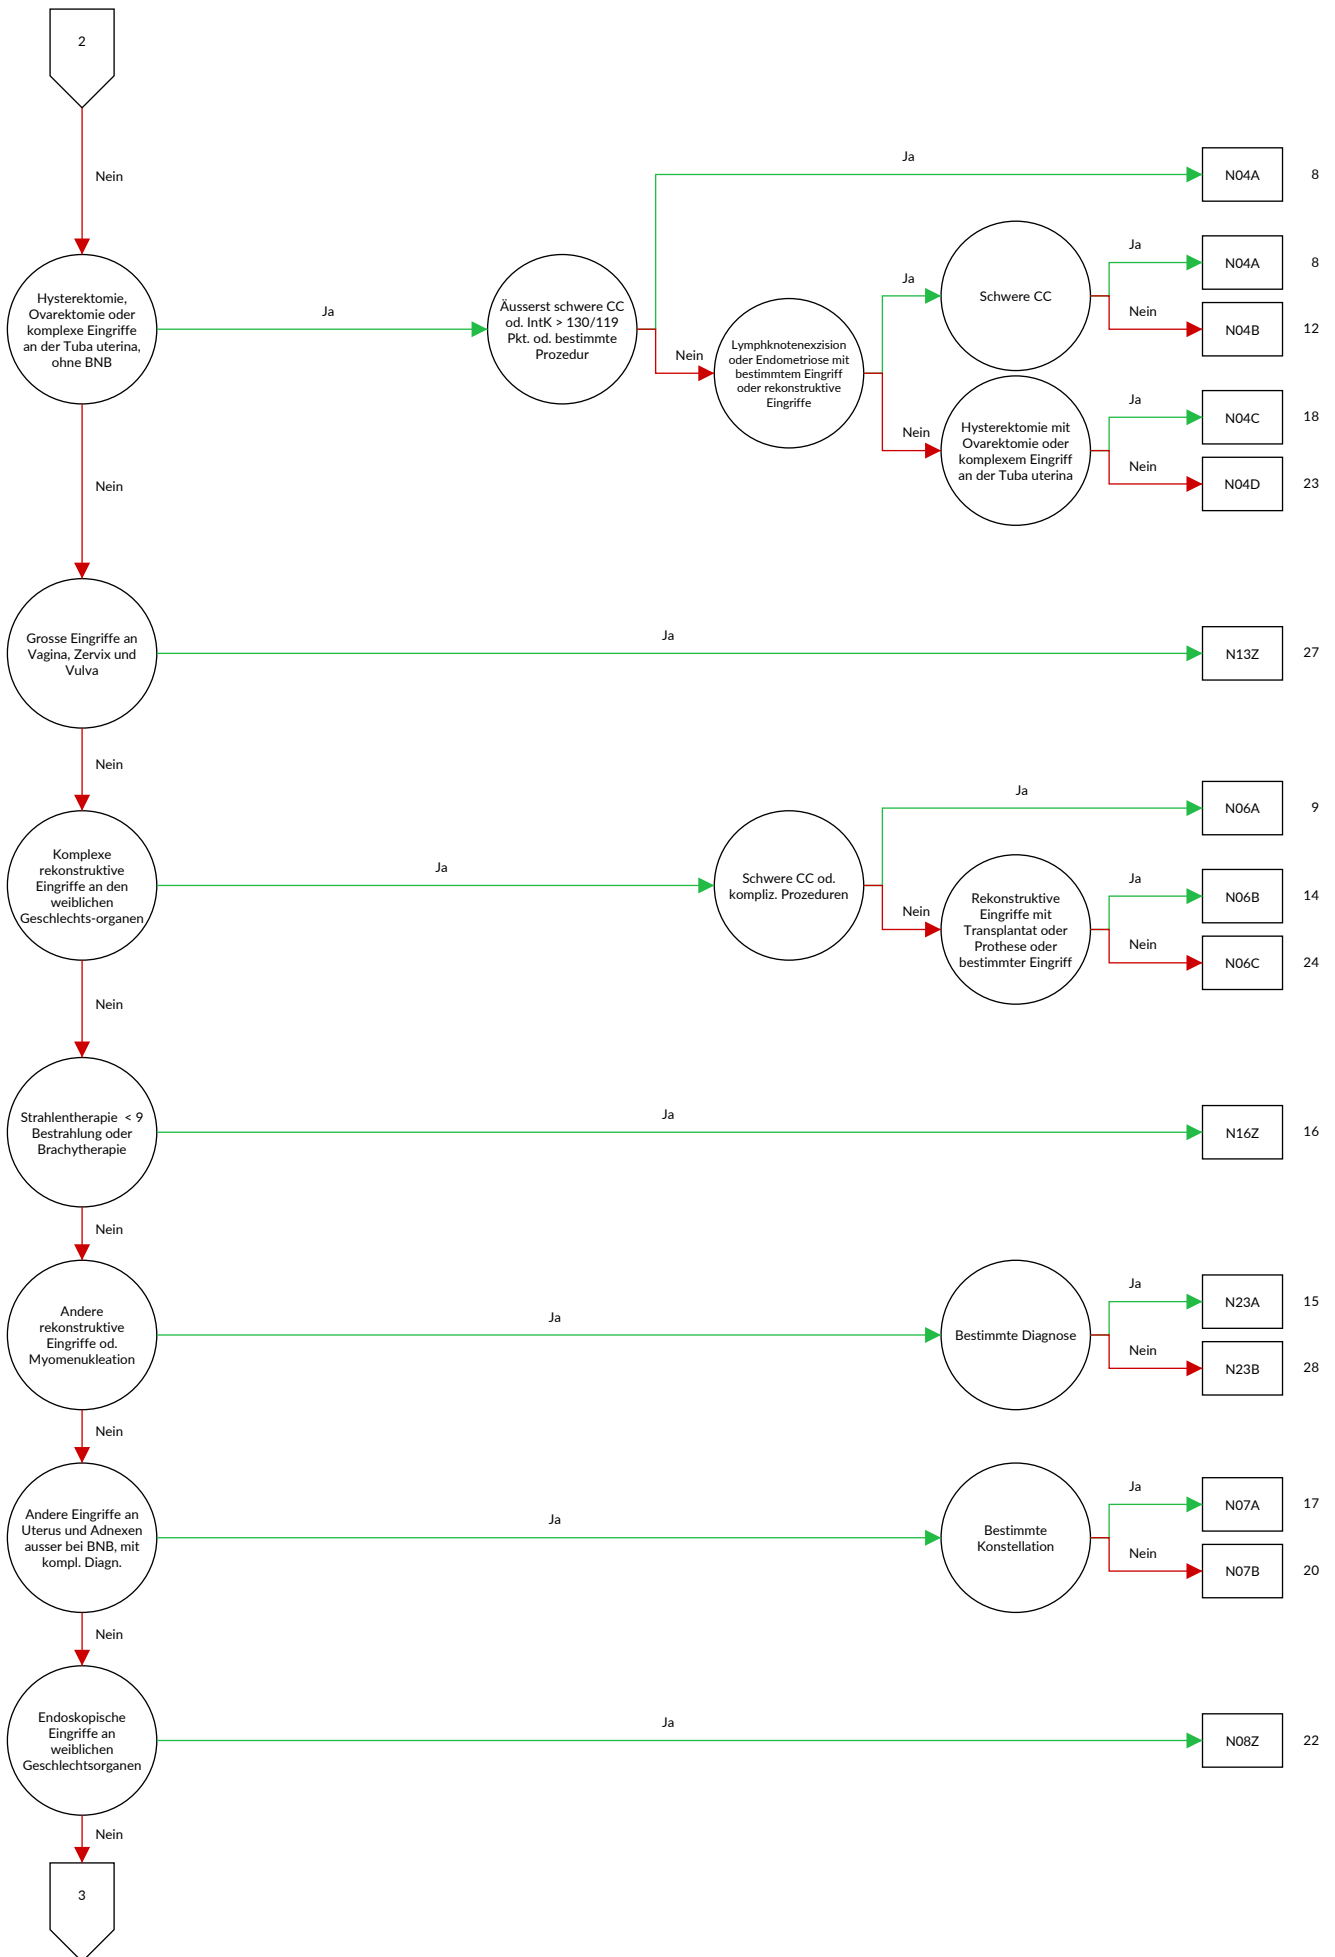 2
Nein
Ja
N04A
8
Hysterektomie,
Ovarektomie oder
komplexe Eingriffe
an der Tuba uterina,
ohne BNB
Ja
Äusserst schwere CC
od. IntK > 130/119
Pkt. od. bestimmte
Prozedur
Nein
Lymphknotenexzision
oder Endometriose mit
bestimmtem Eingriff
oder rekonstruktive
Eingriffe
Ja
Schwere CC
Ja
N04A
8
Nein
N04B
12
Nein
Hysterektomie mit
Ovarektomie oder
komplexem Eingriff
an der Tuba uterina
Ja
N04C
18
Nein
N04D
23
Nein
Grosse Eingriffe an
Vagina, Zervix und
Vulva
Ja
N13Z
27
Nein
Komplexe
rekonstruktive
Eingriffe an den
weiblichen
Geschlechts-organen
Ja
Schwere CC od.
kompliz. Prozeduren
Ja
N06A
9
Nein
Rekonstruktive
Eingriffe mit
Transplantat oder
Prothese oder
bestimmter Eingriff
Ja
N06B
14
Nein
N06C
24
Nein
Strahlentherapie < 9
Bestrahlung oder
Brachytherapie
Ja
N16Z
16
Nein
Andere
rekonstruktive
Eingriffe od.
Myomenukleation
Ja
Bestimmte Diagnose
Ja
N23A
15
Nein
N23B
28
Nein
Andere Eingriffe an
Uterus und Adnexen
ausser bei BNB, mit
kompl. Diagn.
Ja
Bestimmte
Konstellation
Ja
N07A
17
Nein
N07B
20
Nein
Endoskopische
Eingriffe an
weiblichen
Geschlechtsorganen
Ja
N08Z
22
Nein
3